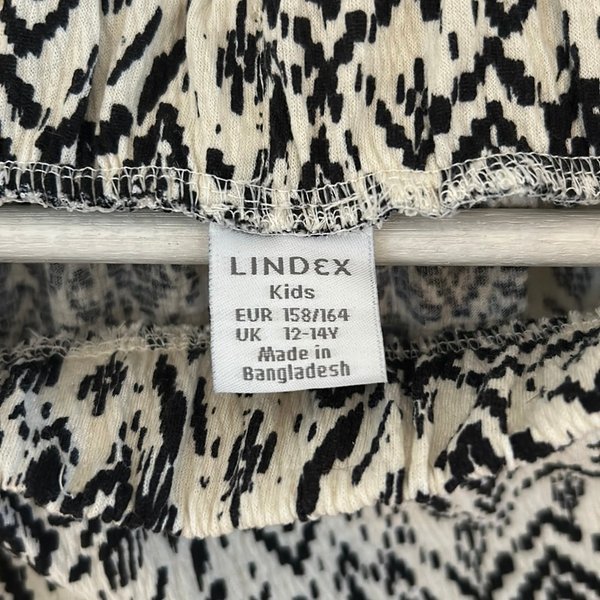 LINDEX
Kids
EUR 158/164
UK 12-14Y
Made in
Bangladesh